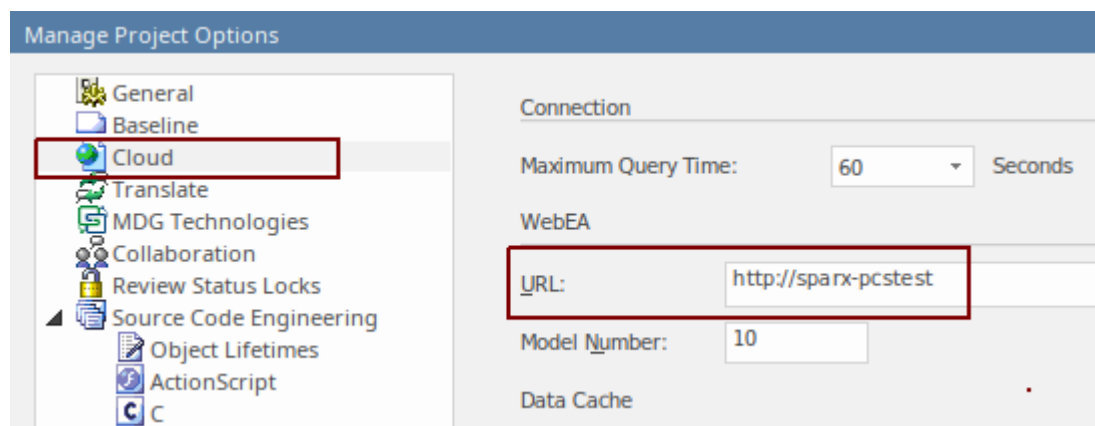 Manage Project Options
General
Baseline
Cloud
Translate
MDG Technologies
Collaboration
Review Status Locks
Source Code Engineering
Object Lifetimes
ActionScript
C
Connection
Maximum Query Time: 60 Seconds
WebEA
URL: http://sparx-pcstest
Model Number: 10
Data Cache